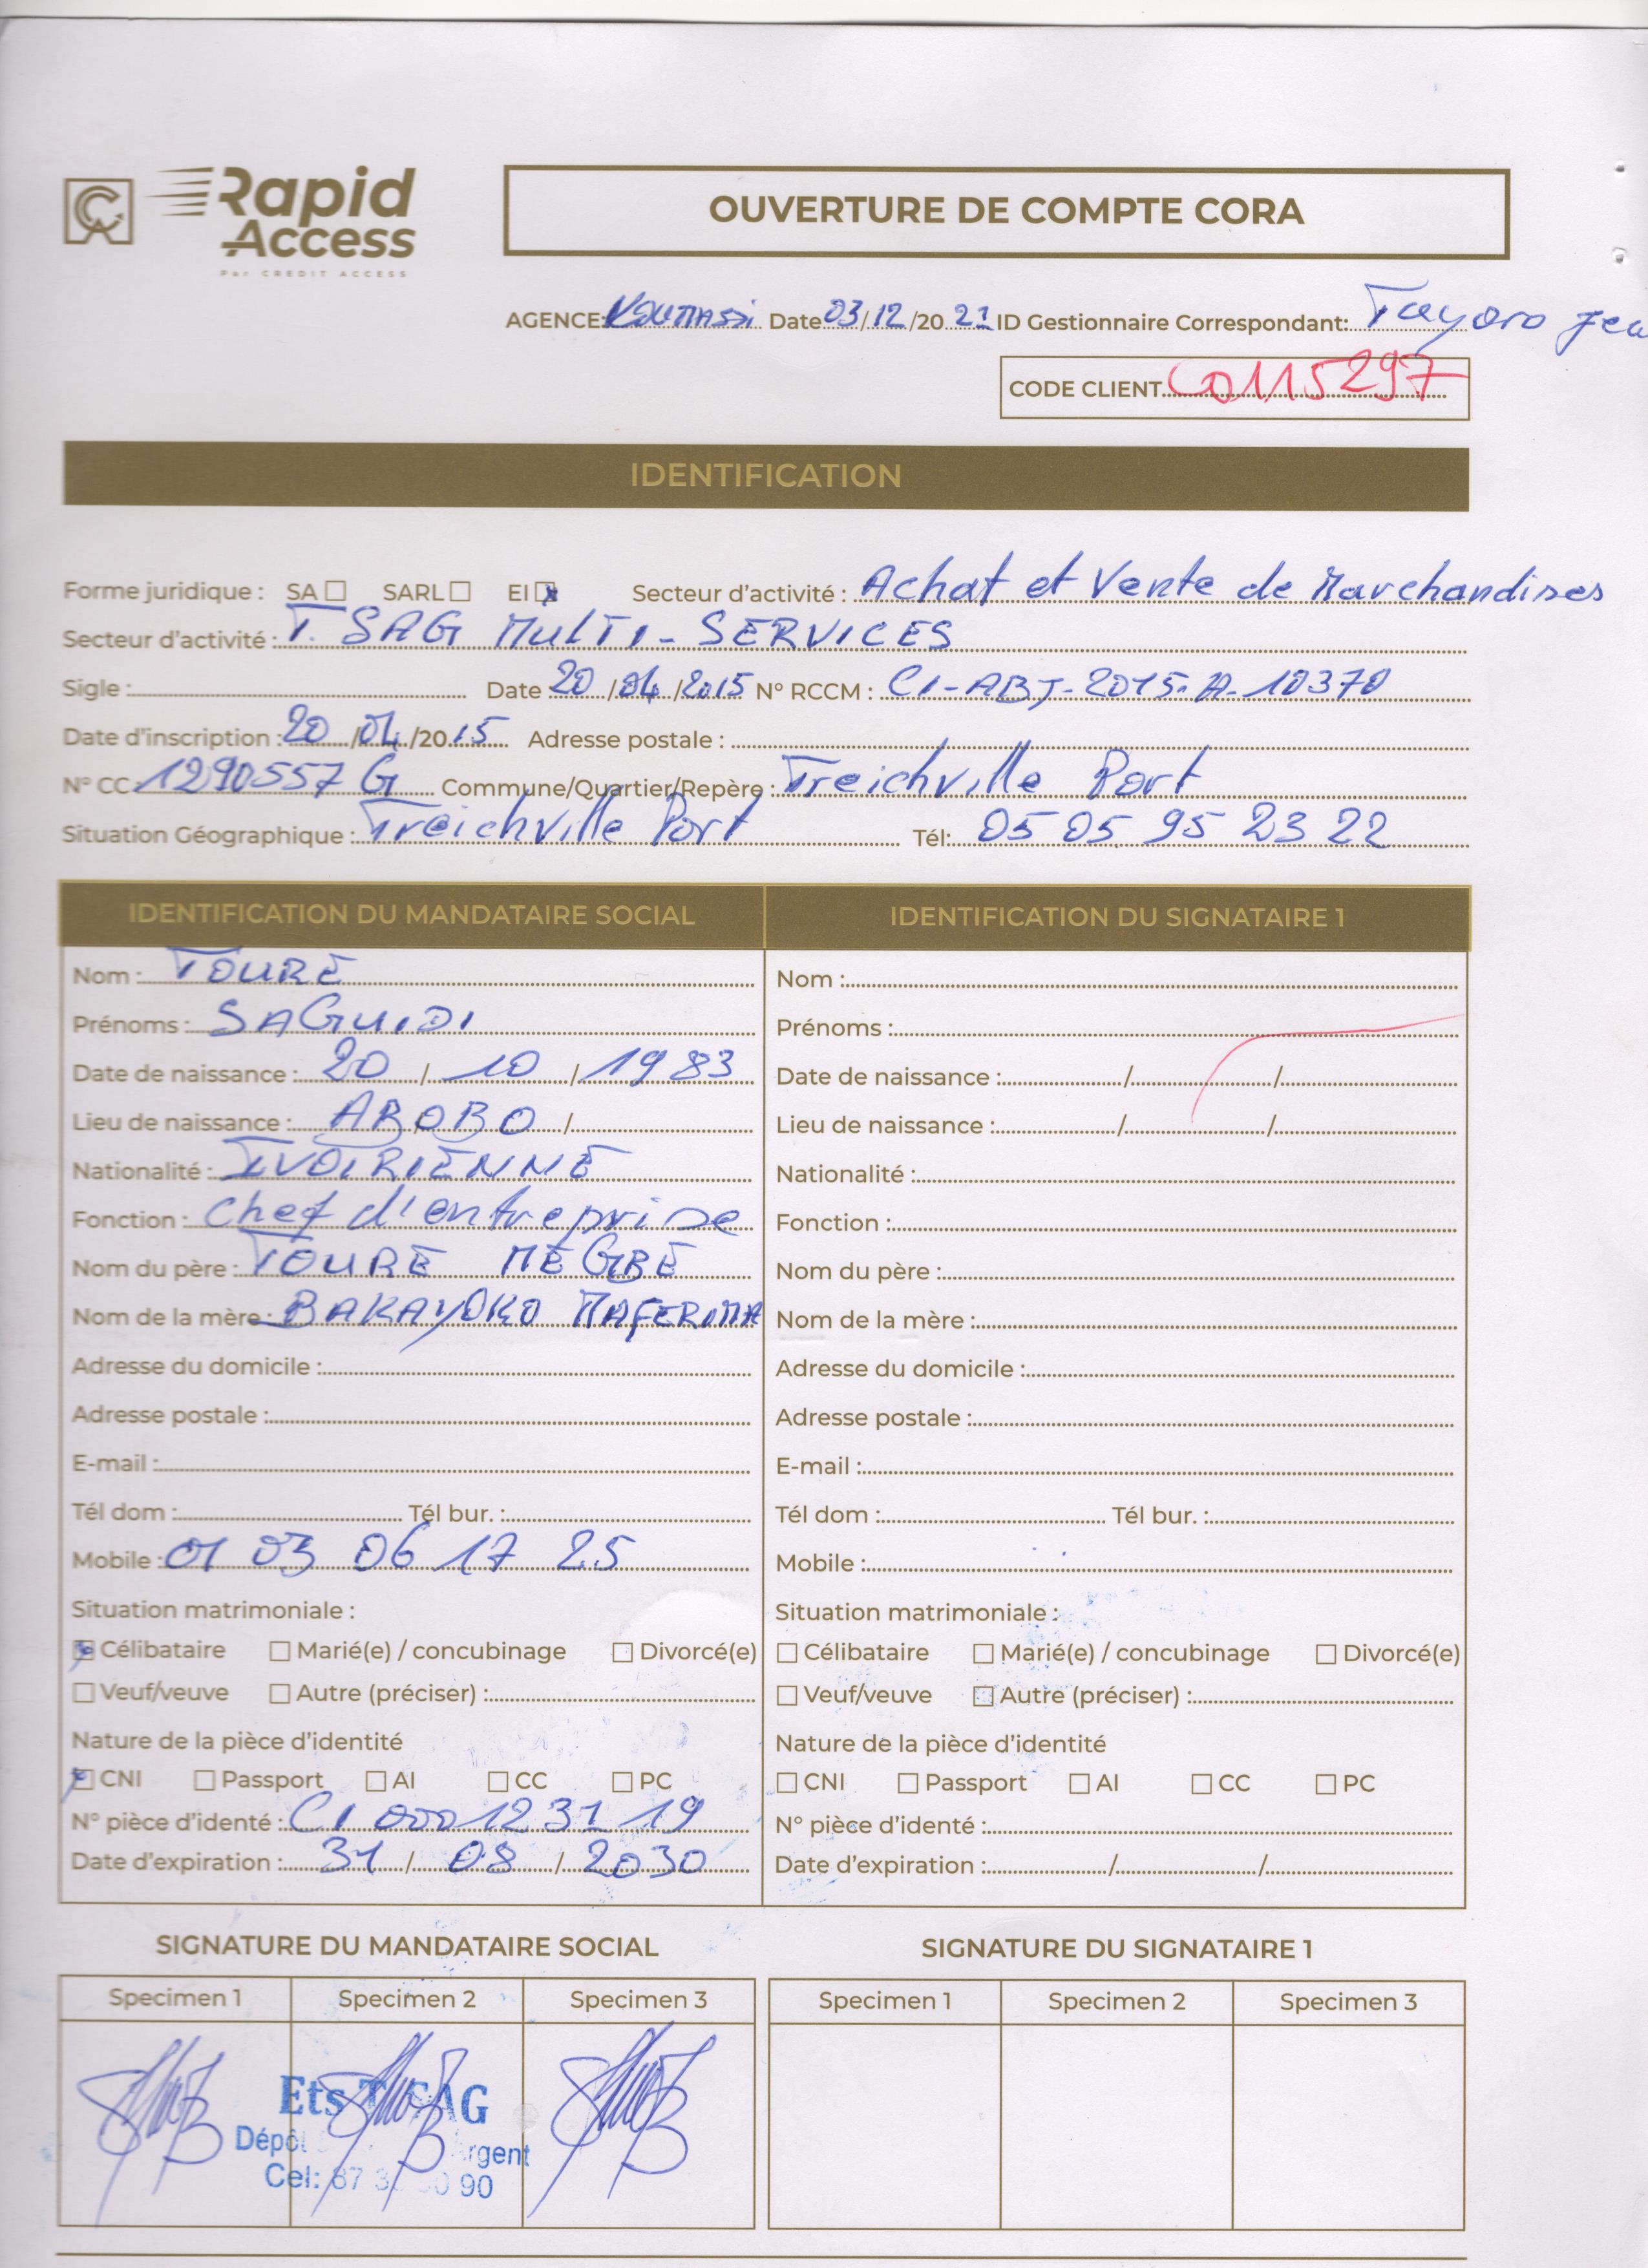 Rapid
Access
Par CREDIT ACCESS
OUVERTURE DE COMPTE CORA
AGENCE: Koumassi Date 03/12/20 21 ID Gestionnaire Correspondant: Tayoro
CODE CLIENT C0115297
IDENTIFICATION
Forme juridique : SA SARL EI Secteur d'activité : Achat et Vente de Marchandises
Secteur d'activité : T. SAG MULTI-SERVICES
Sigle : Date 20/04/2015 N° RCCM : CI-ABJ-2015-A-10370
Date d'inscription : 20/04/2015 Adresse postale :
N° CC 1290557 G Commune/Quartier/Repère : Treichville Port
Situation Géographique : Treichville Port Tél: 05 05 95 23 22
IDENTIFICATION DU MANDATAIRE SOCIAL
Nom : TOURE
Prénoms : SAGUIDI
Date de naissance : 20 / 10 / 1983
Lieu de naissance : ABOBO /
Nationalité : IVOIRIENNE
Fonction : chef d'entreprise
Nom du père : TOURE MEGBE
Nom de la mère : BAKAYOKO MAFERIMA
Adresse du domicile :
Adresse postale :
E-mail :
Tél dom : Tél bur. :
Mobile : 01 03 06 17 25
Situation matrimoniale :
Célibataire Marié(e) / concubinage Divorcé(e)
Veuf/veuve Autre (préciser) :
Nature de la pièce d'identité
CNI Passport AI CC PC
N° pièce d'identé : CI 000123119
Date d'expiration : 31 / 08 / 2030
IDENTIFICATION DU SIGNATAIRE 1
Nom :
Prénoms :
Date de naissance : / /
Lieu de naissance : / /
Nationalité :
Fonction :
Nom du père :
Nom de la mère :
Adresse du domicile :
Adresse postale :
E-mail :
Tél dom : Tél bur. :
Mobile :
Situation matrimoniale :
Célibataire Marié(e) / concubinage Divorcé(e)
Veuf/veuve Autre (préciser) :
Nature de la pièce d'identité
CNI Passport AI CC PC
N° pièce d'identé :
Date d'expiration : / /
SIGNATURE DU MANDATAIRE SOCIAL
Specimen 1 Specimen 2 Specimen 3
Ets T SAG
Dépôt
Cel: 90
SIGNATURE DU SIGNATAIRE 1
Specimen 1 Specimen 2 Specimen 3